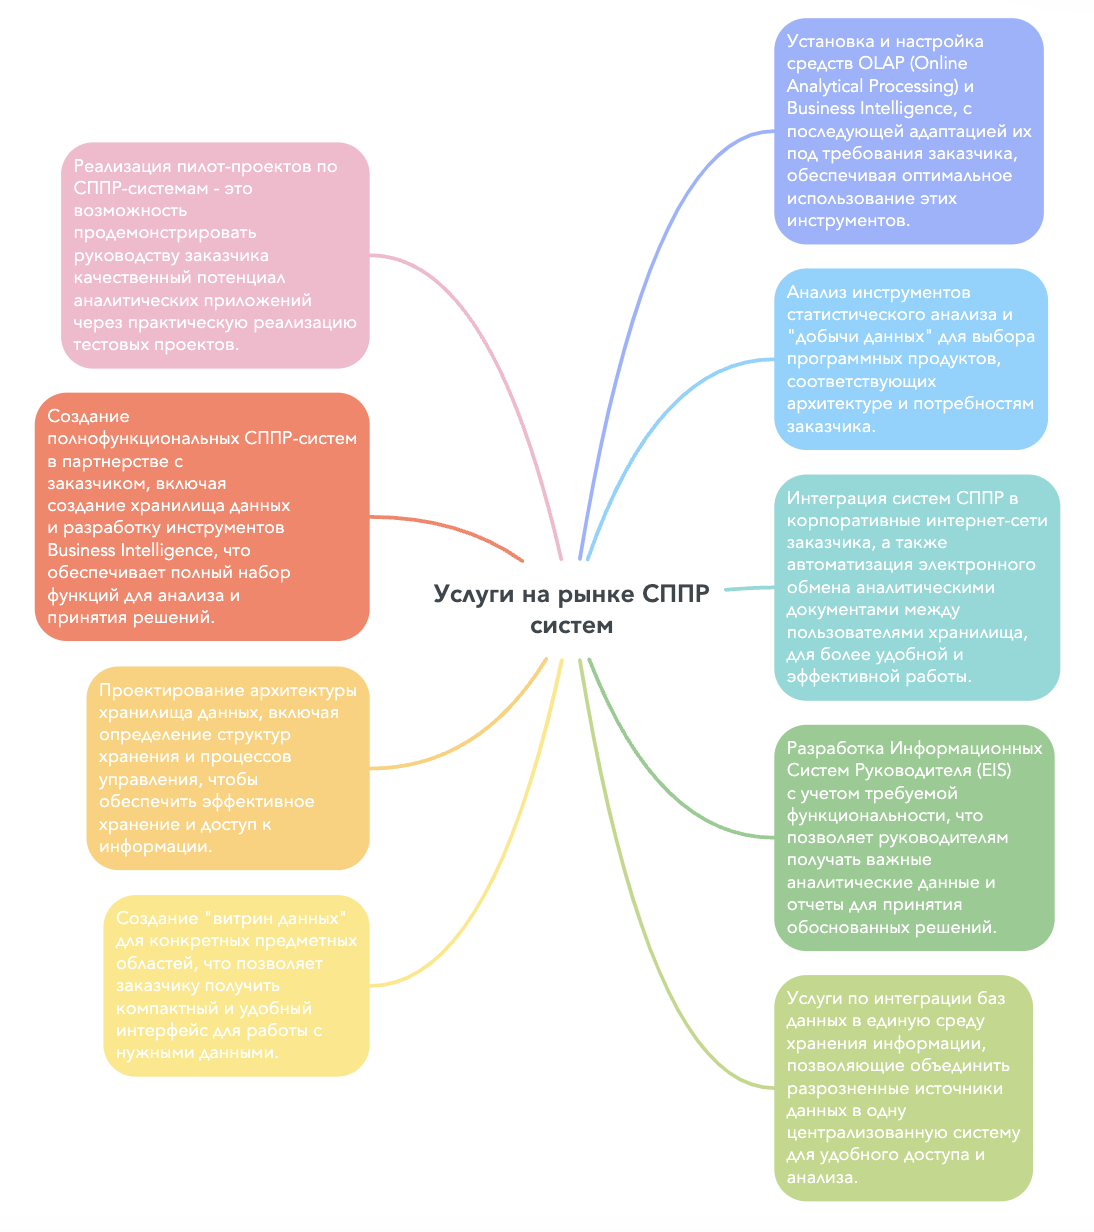 Установка и настройка
средств OLAP (Online
Analytical Processing) и
Business Intelligence, с
последующей адаптацией их
под требования заказчика,
обеспечивая оптимальное
использование этих
инструментов.
Реализация пилот-проектов по
СППР-системам - это
возможность
продемонстрировать
руководству заказчика
качественный потенциал
аналитических приложений
через практическую реализацию
тестовых проектов.
Анализ инструментов
статистического анализа и
"добычи данных" для выбора
программных продуктов,
соответствующих
архитектуре и потребностям
заказчика.
Создание
полнофункциональных СППР-систем
в партнерстве с
заказчиком, включая
создание хранилища данных
и разработку инструментов
Business Intelligence, что
обеспечивает полный набор
функций для анализа и
принятия решений.
Интеграция систем СППР в
корпоративные интернет-сети
заказчика, а также
автоматизация электронного
обмена аналитическими
документами между
пользователями хранилища,
для более удобной и
эффективной работы.
Услуги на рынке СППР
систем
Проектирование архитектуры
хранилища данных, включая
определение структур
хранения и процессов
управления, чтобы
обеспечить эффективное
хранение и доступ к
информации.
Разработка Информационных
Систем Руководителя (EIS)
с учетом требуемой
функциональности, что
позволяет руководителям
получать важные
аналитические данные и
отчеты для принятия
обоснованных решений.
Создание "витрин данных"
для конкретных предметных
областей, что позволяет
заказчику получить
компактный и удобный
интерфейс для работы с
нужными данными.
Услуги по интеграции баз
данных в единую среду
хранения информации,
позволяющие объединить
разрозненные источники
данных в одну
централизованную систему
для удобного доступа и
анализа.